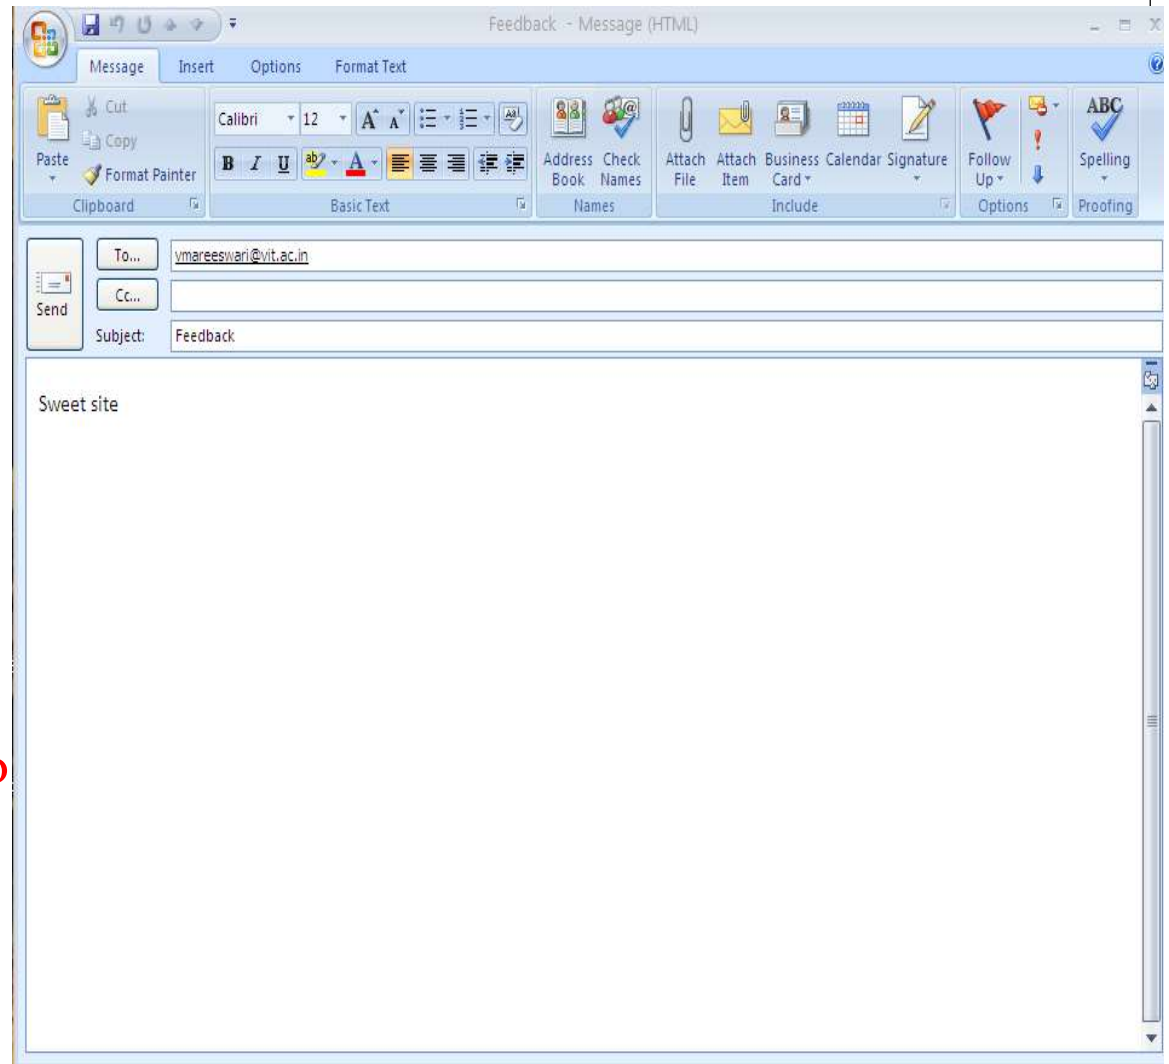 Feedback - Message (HTML)
Message Insert Options Format Text
Cut
Copy
Paste
Format Painter
Clipboard
Calibri 12
B I U
Basic Text
Address Book
Check Names
Names
Attach File
Attach Item
Business Card
Calendar
Signature
Include
Follow Up
Options
ABC
Spelling
Proofing
To... vmareeswari@vit.ac.in
Cc...
Send
Subject: Feedback
Sweet site